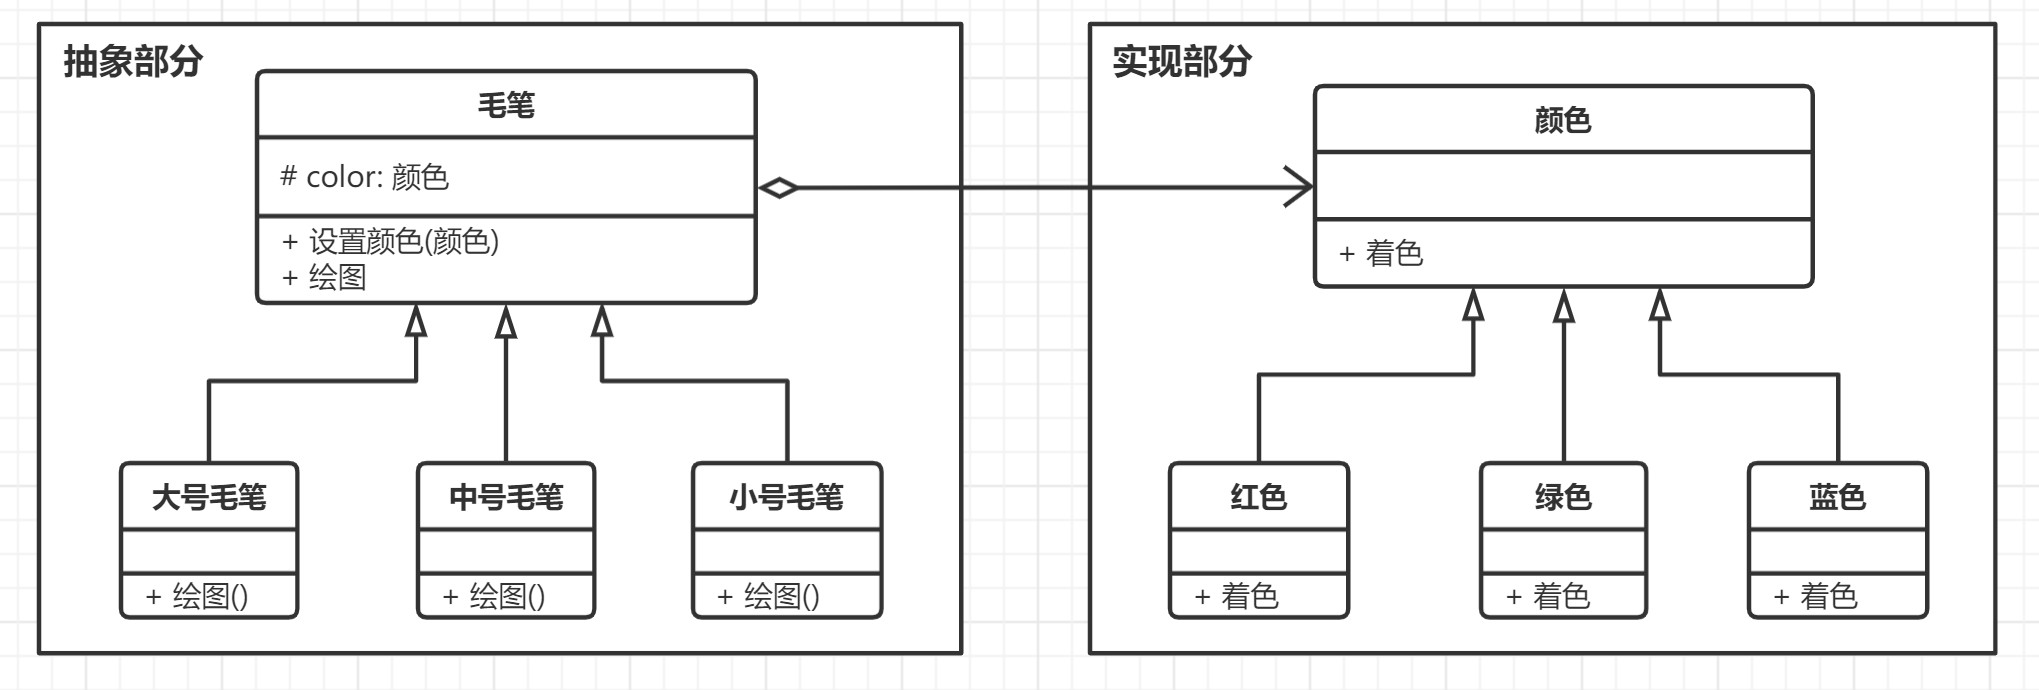 抽象部分
毛笔
# color: 颜色
+ 设置颜色(颜色)
+ 绘图
大号毛笔
+ 绘图()
中号毛笔
+ 绘图()
小号毛笔
+ 绘图()
实现部分
颜色
+ 着色
红色
+ 着色
绿色
+ 着色
蓝色
+ 着色